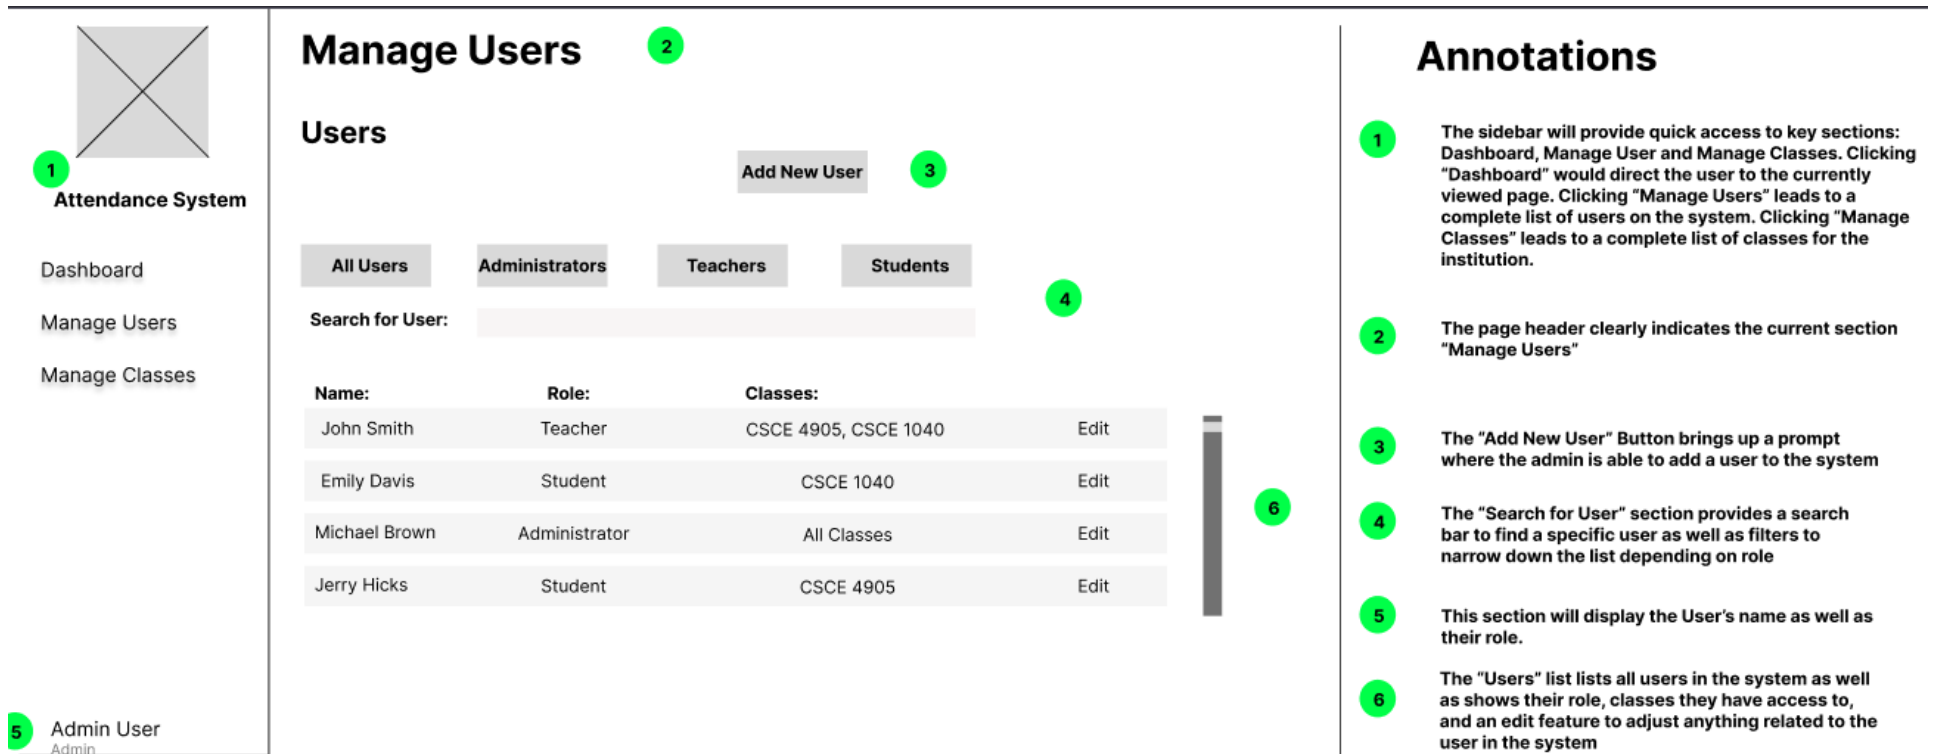 1
Attendance System
Dashboard
Manage Users
Manage Classes
5
Admin User
Admin
Manage Users
2
Users
Add New User
3
All Users
Administrators
Teachers
Students
4
Search for User:
Name: Role: Classes:
John Smith Teacher CSCE 4905, CSCE 1040 Edit
Emily Davis Student CSCE 1040 Edit
Michael Brown Administrator All Classes Edit
Jerry Hicks Student CSCE 4905 Edit
6
Annotations
1
The sidebar will provide quick access to key sections:
Dashboard, Manage User and Manage Classes. Clicking
“Dashboard” would direct the user to the currently
viewed page. Clicking “Manage Users” leads to a
complete list of users on the system. Clicking “Manage
Classes” leads to a complete list of classes for the
institution.
2
The page header clearly indicates the current section
“Manage Users”
3
The “Add New User” Button brings up a prompt
where the admin is able to add a user to the system
4
The “Search for User” section provides a search
bar to find a specific user as well as filters to
narrow down the list depending on role
5
This section will display the User’s name as well as
their role.
6
The “Users” list lists all users in the system as well
as shows their role, classes they have access to,
and an edit feature to adjust anything related to the
user in the system